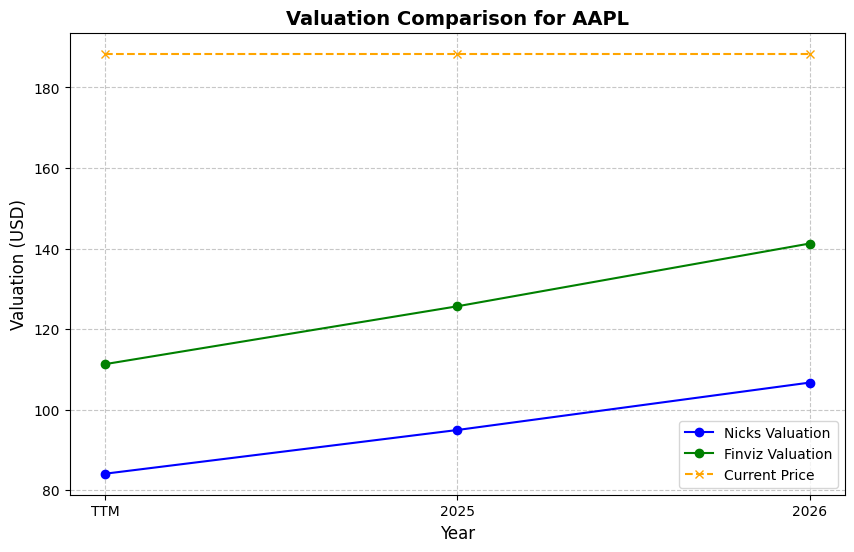 Valuation Comparison for AAPL
Valuation (USD)
180
160
140
120
100
80
TTM
2025
2026
Year
Nicks Valuation
Finviz Valuation
Current Price